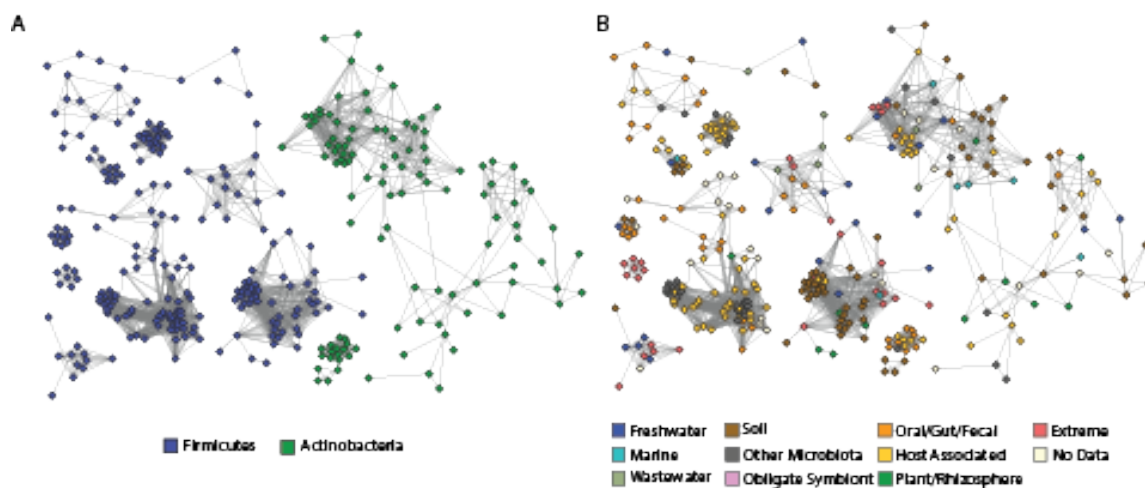 A
B
Firmicutes
Actinobacteria
Freshwater
Soil
Oral/Gut/Fecal
Extreme
Marine
Other Microbiota
Host Associated
No Data
Wastewater
Obligate Symbiont
Plant/Rhizosphere